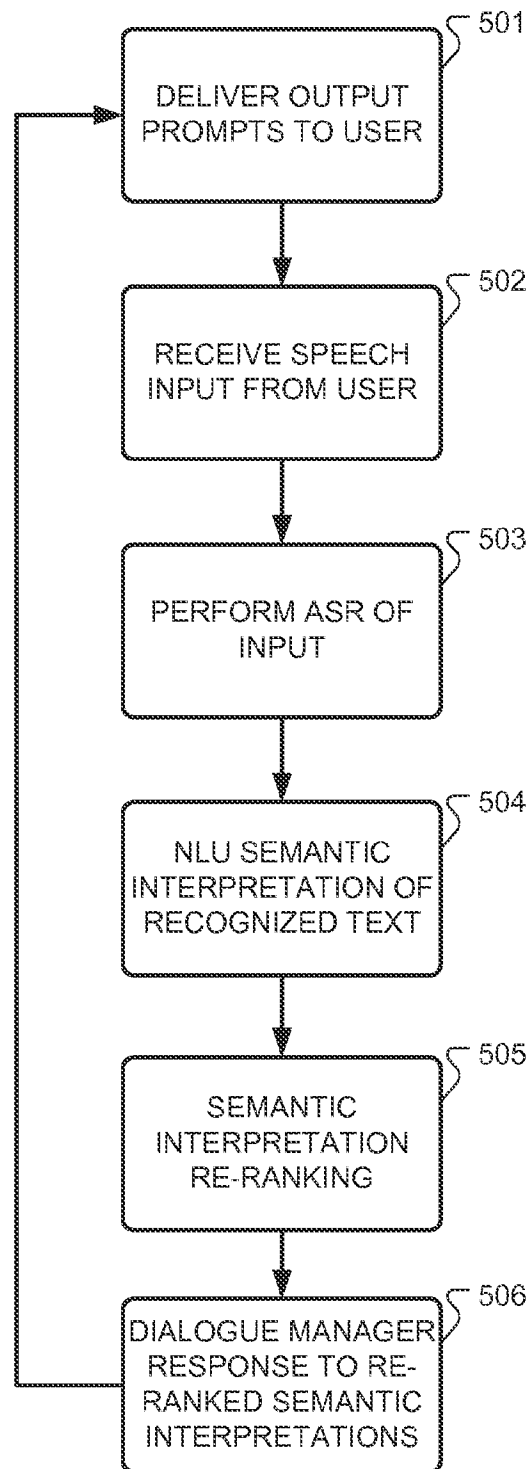 501
DELIVER OUTPUT
PROMPTS TO USER
502
RECEIVE SPEECH
INPUT FROM USER
503
PERFORM ASR OF
INPUT
504
NLU SEMANTIC
INTERPRETATION OF
RECOGNIZED TEXT
505
SEMANTIC
INTERPRETATION
RE-RANKING
506
DIALOGUE MANAGER
RESPONSE TO RE-
RANKED SEMANTIC
INTERPRETATIONS